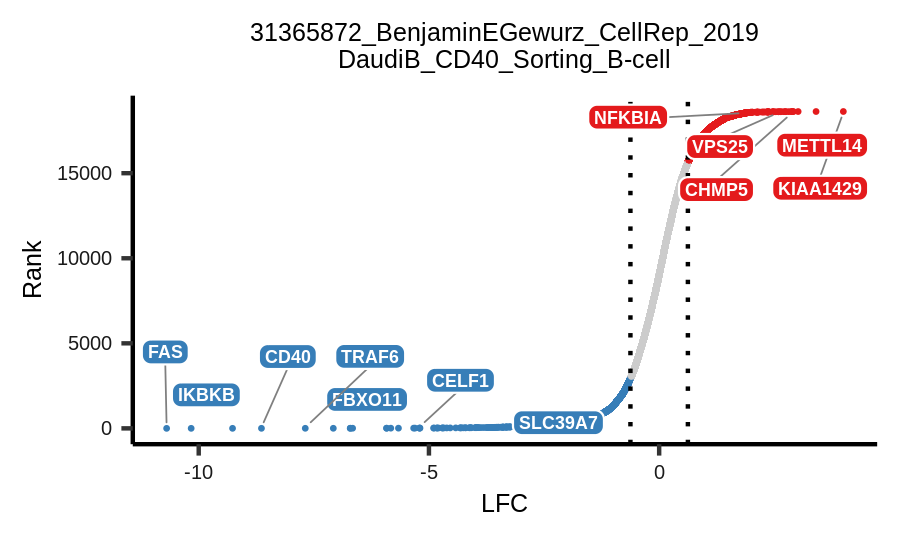 31365872_BenjaminEGewurz_CellRep_2019
DaudiB_CD40_Sorting_B-cell
NFKBIA
VPS25
METTL14
CHMP5
KIAA1429
15000
10000
5000
0
Rank
FAS
CD40
TRAF6
IKBKB
FBXO11
CELF1
SLC39A7
-10
-5
0
LFC